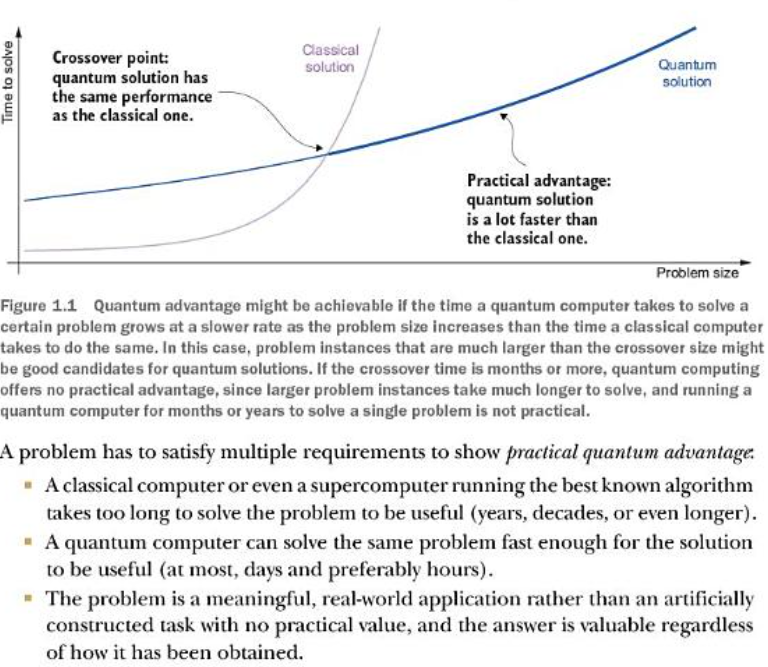 Time to solve
Crossover point:
quantum solution has
the same performance
as the classical one.
Classical
solution
Quantum
solution
Practical advantage:
quantum solution
is a lot faster than
the classical one.
Problem size
Figure 1.1 Quantum advantage might be achievable if the time a quantum computer takes to solve a
certain problem grows at a slower rate as the problem size increases than the time a classical computer
takes to do the same. In this case, problem instances that are much larger than the crossover size might
be good candidates for quantum solutions. If the crossover time is months or more, quantum computing
offers no practical advantage, since larger problem instances take much longer to solve, and running a
quantum computer for months or years to solve a single problem is not practical.
A problem has to satisfy multiple requirements to show practical quantum advantage:
▪ A classical computer or even a supercomputer running the best known algorithm
takes too long to solve the problem to be useful (years, decades, or even longer).
▪ A quantum computer can solve the same problem fast enough for the solution
to be useful (at most, days and preferably hours).
▪ The problem is a meaningful, real-world application rather than an artificially
constructed task with no practical value, and the answer is valuable regardless
of how it has been obtained.